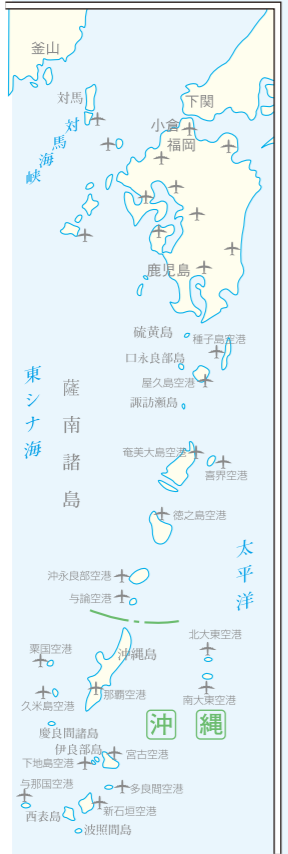 釜山
対馬
下関
対馬海峡
小倉
福岡
鹿児島
硫黄島
種子島空港
口永良部島
屋久島空港
諏訪瀬島
東シナ海
薩南諸島
奄美大島空港
喜界空港
徳之島空港
太平洋
沖永良部空港
与論空港
北大東空港
粟国空港
沖縄島
那覇空港
南大東空港
久米島空港
沖縄
慶良間諸島
伊良部島
宮古空港
下地島空港
与那国空港
多良間空港
新石垣空港
西表島
波照間島